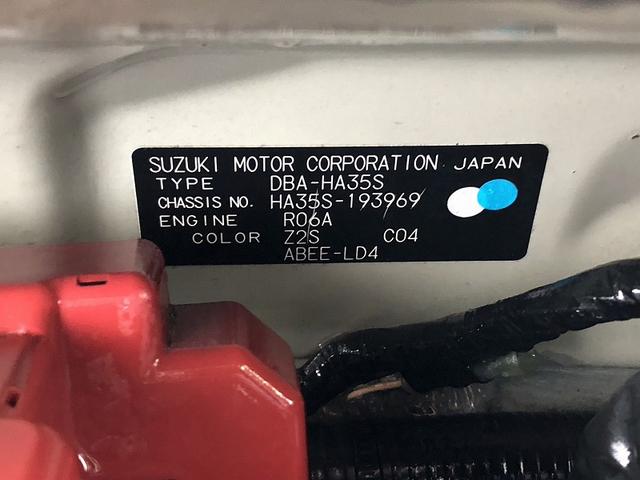 SUZUKI MOTOR CORPORATION JAPAN
TYPE DBA-HA35S
CHASSIS NO. HA35S-193969
ENGINE R06A
COLOR Z2S C04
ABEE-LD4